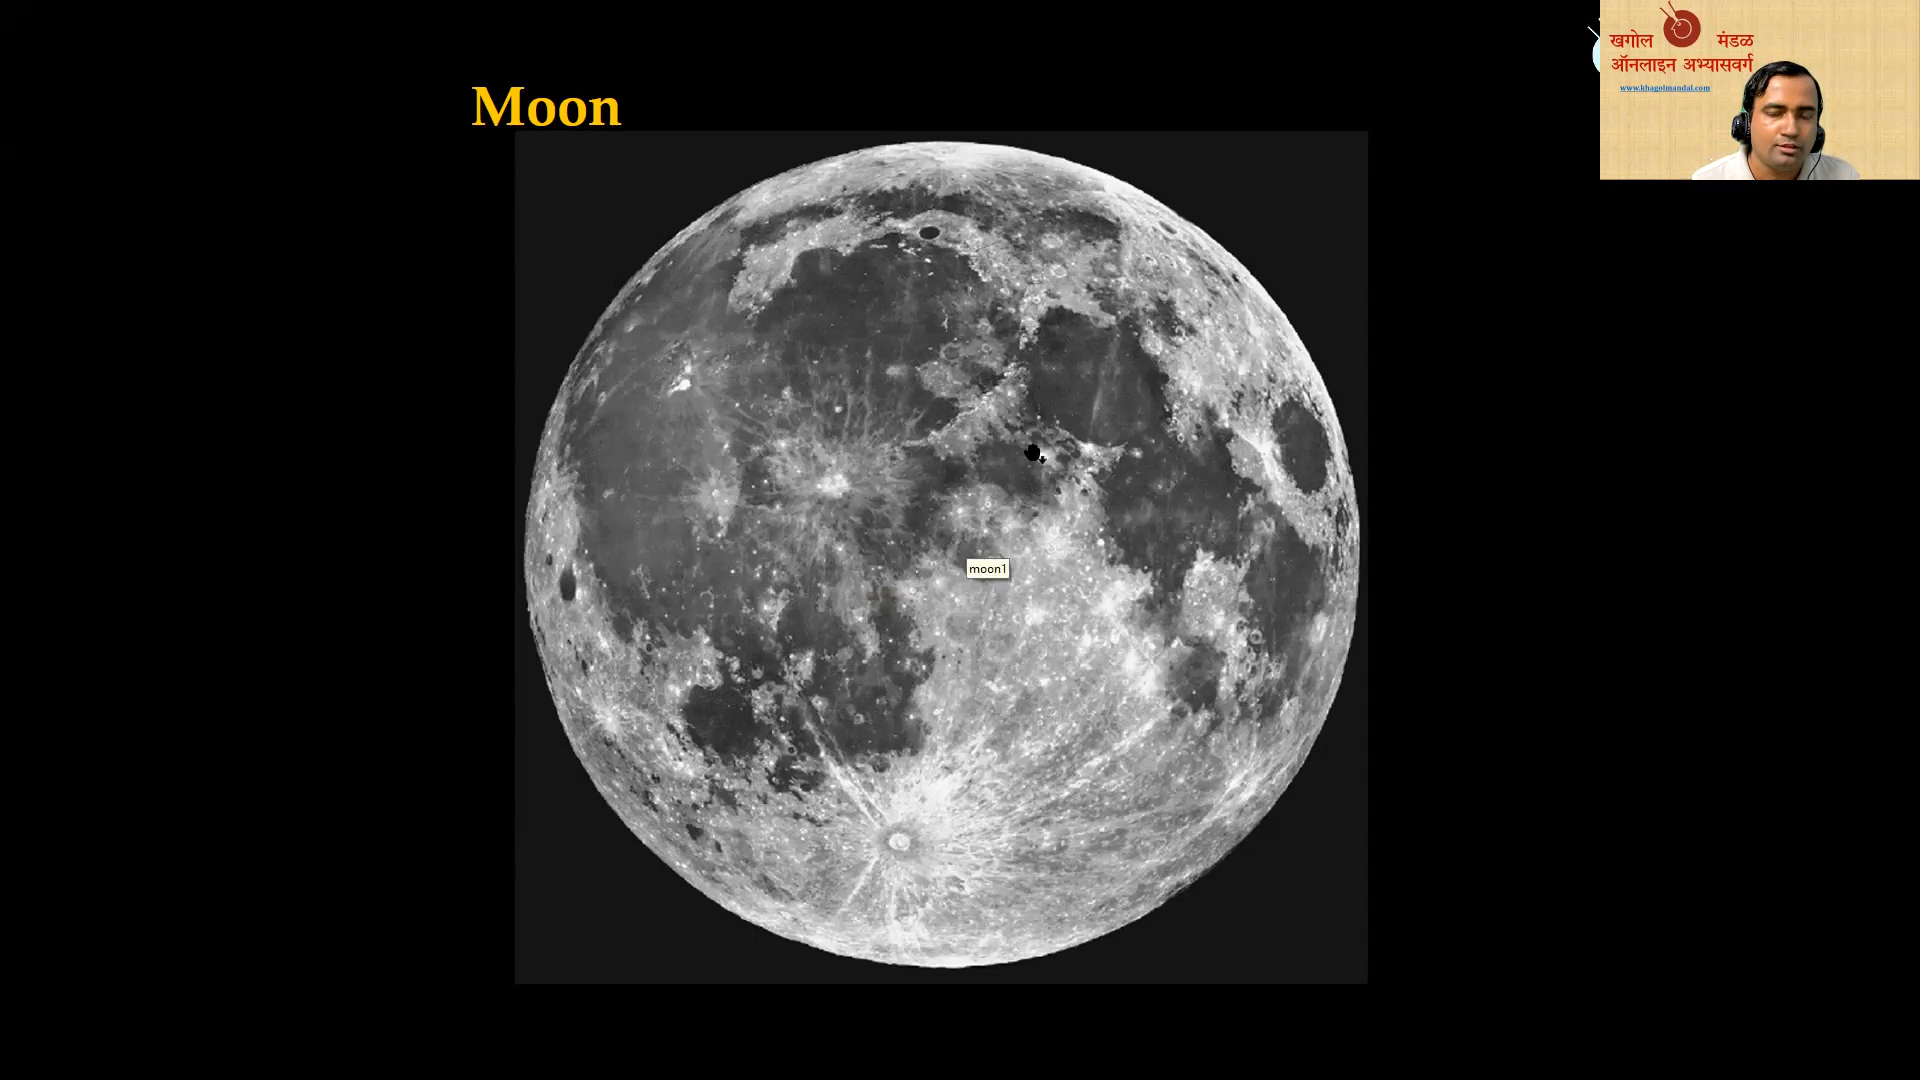 खगोल मंडळ
ऑनलाइन अभ्यासवर्ग
www.khagolmandal.com
Moon
moon1